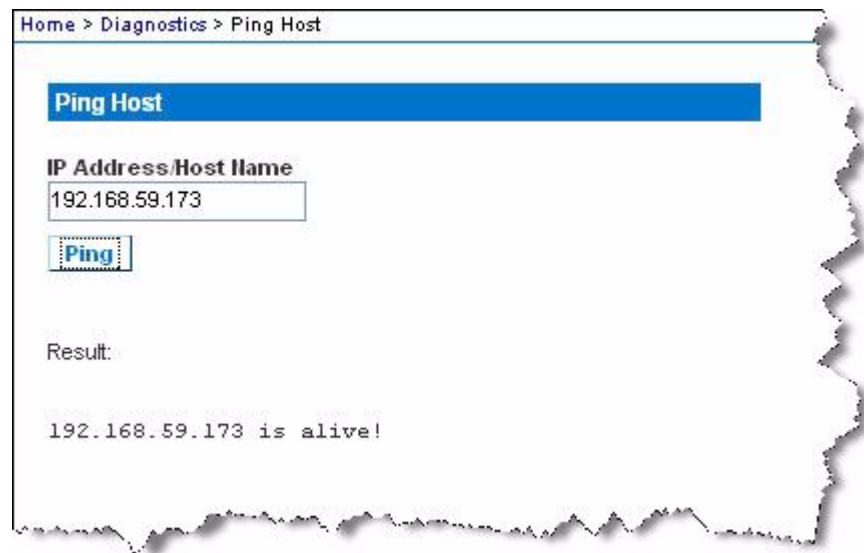 Home > Diagnostics > Ping Host
Ping Host
IP Address/Host Name
192.168.59.173
Ping
Result:
192.168.59.173 is alive!